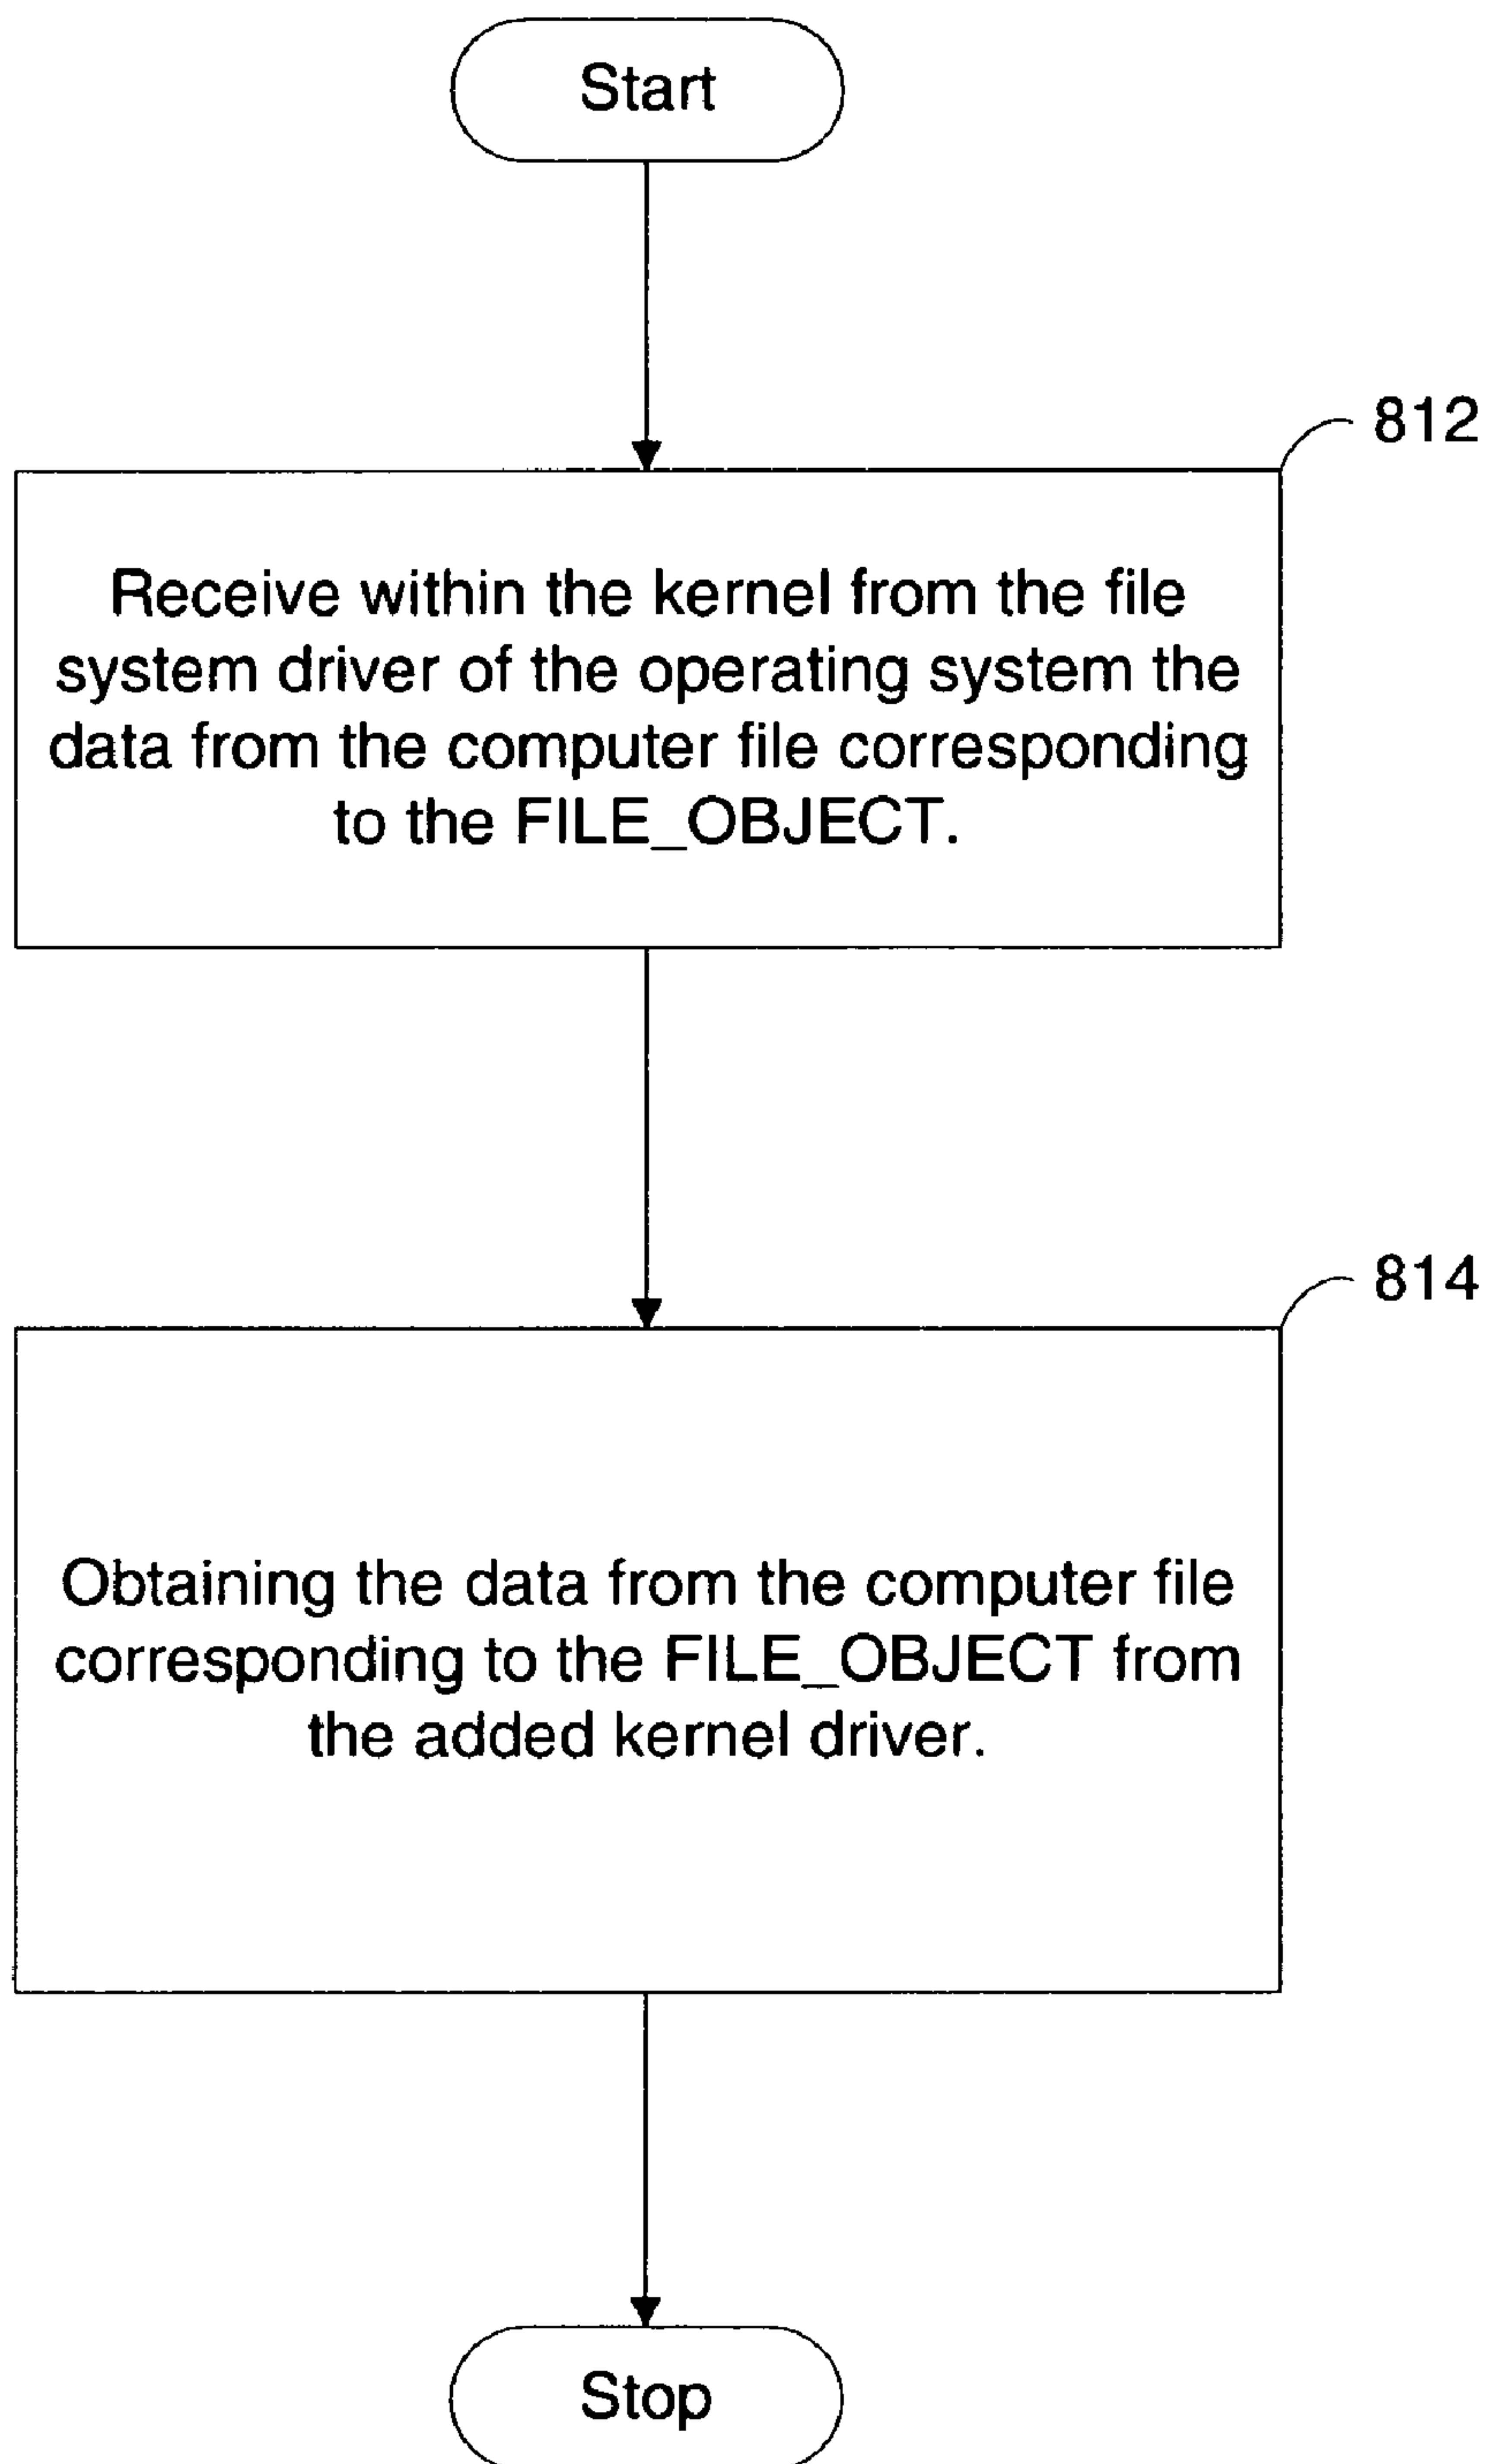 Start
812
Receive within the kernel from the file
system driver of the operating system the
data from the computer file corresponding
to the FILE_OBJECT.
814
Obtaining the data from the computer file
corresponding to the FILE_OBJECT from
the added kernel driver.
Stop